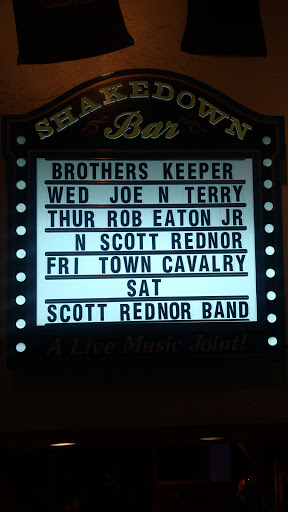 SHAKEDOWN
Bar
BROTHERS KEEPER
WED JOE N TERRY
THUR ROB EATON JR
N SCOTT REDNOR
FRI TOWN CAVALRY
SAT
SCOTT REDNOR BAND
A Live Music Joint!